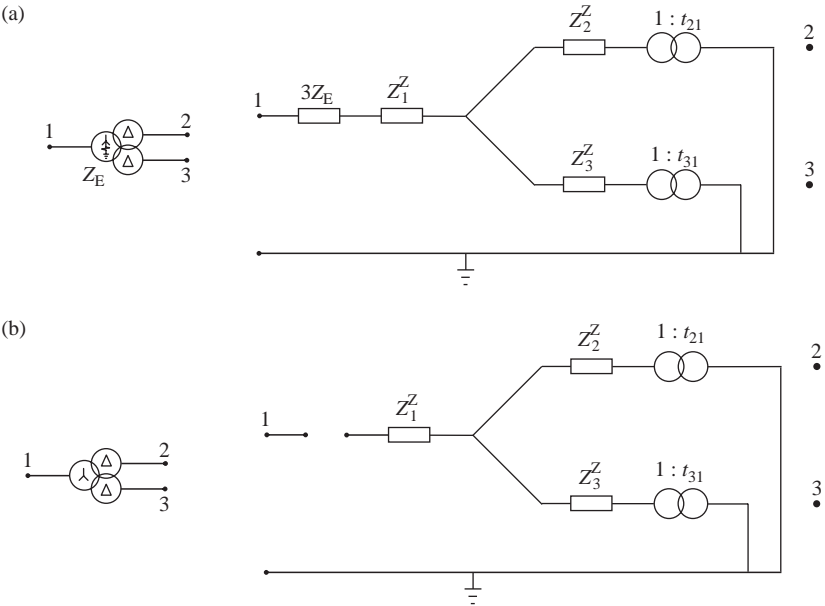 (a)
1
2
3
Z_E
1
3Z_E
Z_1^Z
Z_2^Z
1 : t_21
2
Z_3^Z
1 : t_31
3
(b)
1
2
3
1
Z_1^Z
Z_2^Z
1 : t_21
2
Z_3^Z
1 : t_31
3